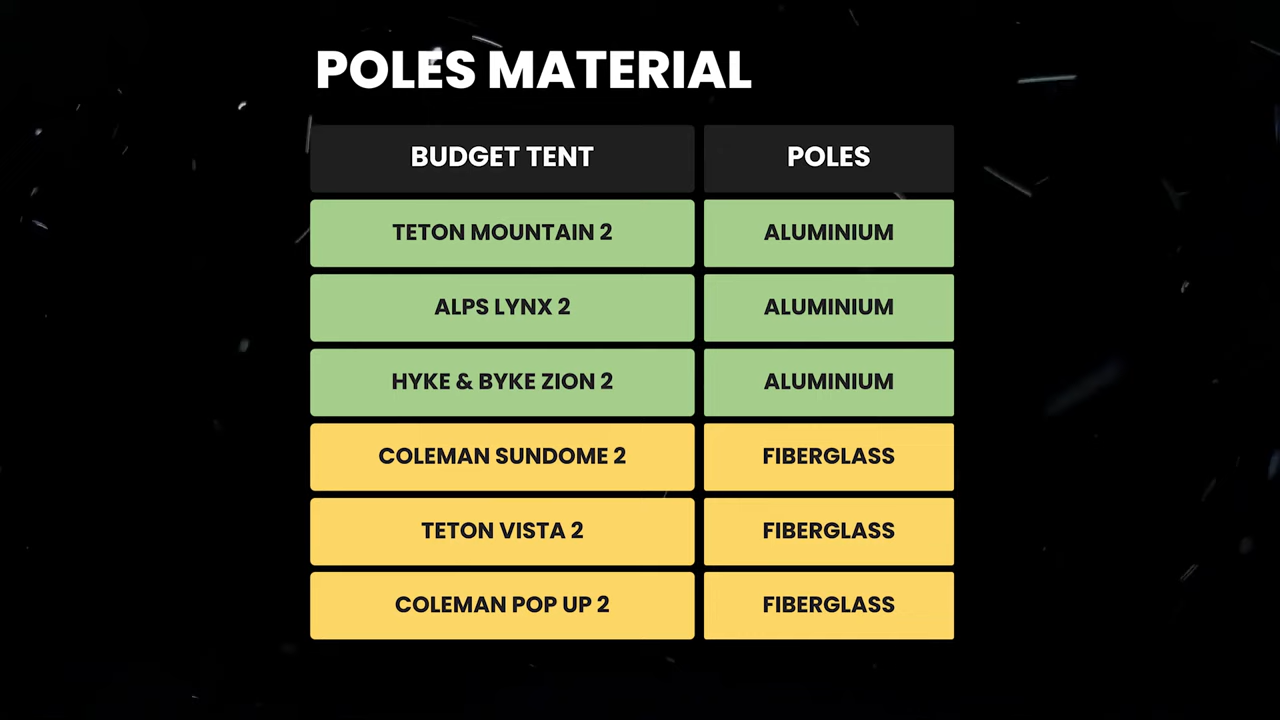 POLES MATERIAL
BUDGET TENT POLES
TETON MOUNTAIN 2 ALUMINIUM
ALPS LYNX 2 ALUMINIUM
HYKE & BYKE ZION 2 ALUMINIUM
COLEMAN SUNDOME 2 FIBERGLASS
TETON VISTA 2 FIBERGLASS
COLEMAN POP UP 2 FIBERGLASS